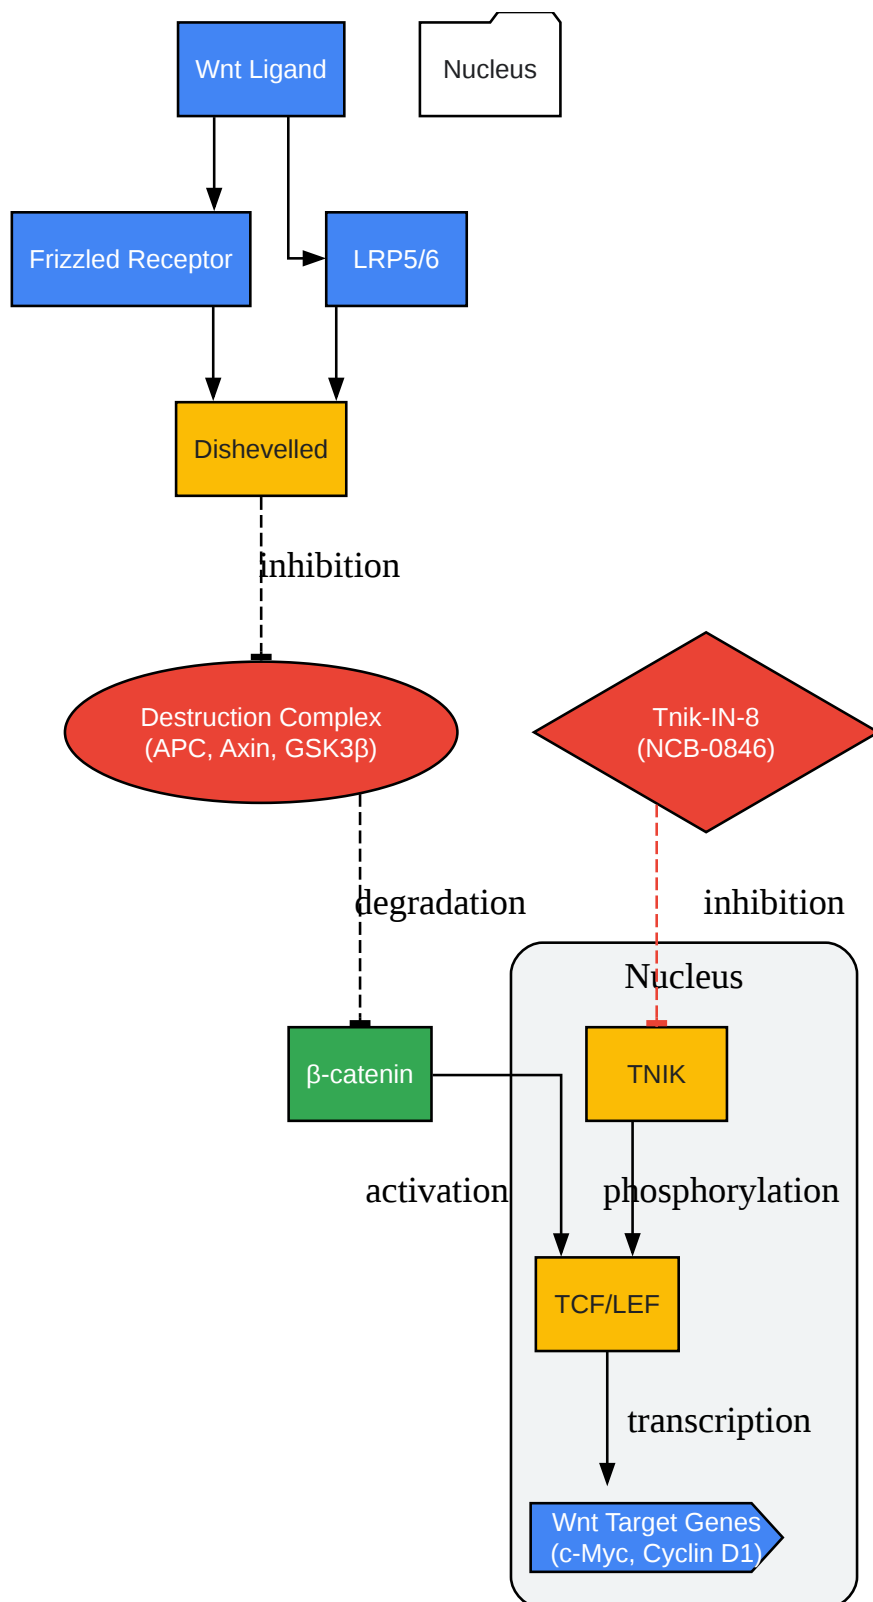 Wnt Ligand
Nucleus
Frizzled Receptor
LRP5/6
Dishevelled
inhibition
Destruction Complex
(APC, Axin, GSK3β)
Tnik-IN-8
(NCB-0846)
degradation
inhibition
Nucleus
β-catenin
TNIK
activation
phosphorylation
TCF/LEF
transcription
Wnt Target Genes
(c-Myc, Cyclin D1)